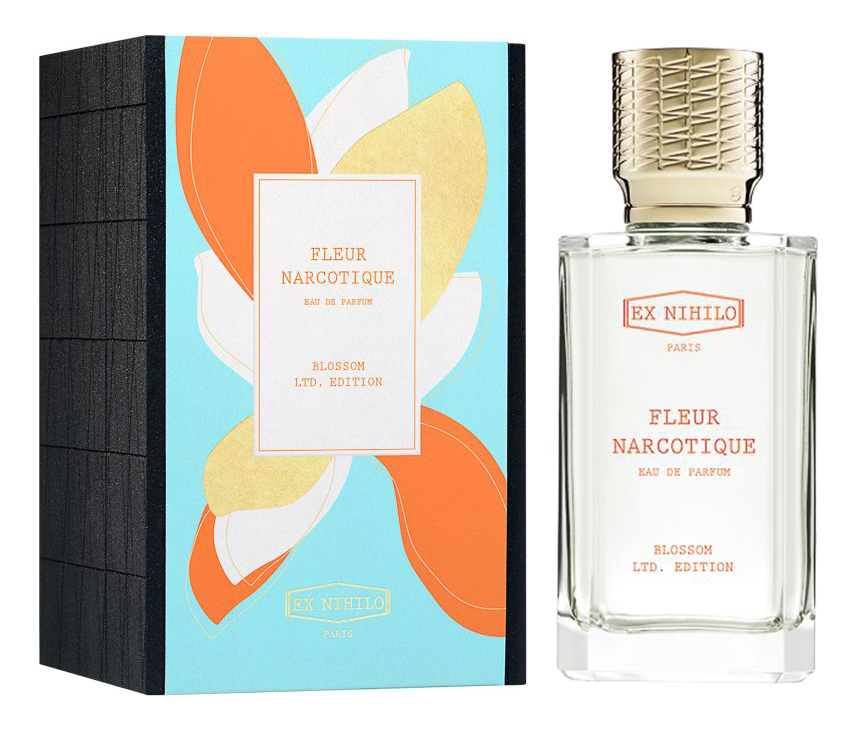 FLEUR
NARCOTIQUE
EAU DE PARFUM
BLOSSOM
LTD. EDITION
EX NIHILO
PARIS
EX NIHILO
PARIS
FLEUR
NARCOTIQUE
EAU DE PARFUM
BLOSSOM
LTD. EDITION